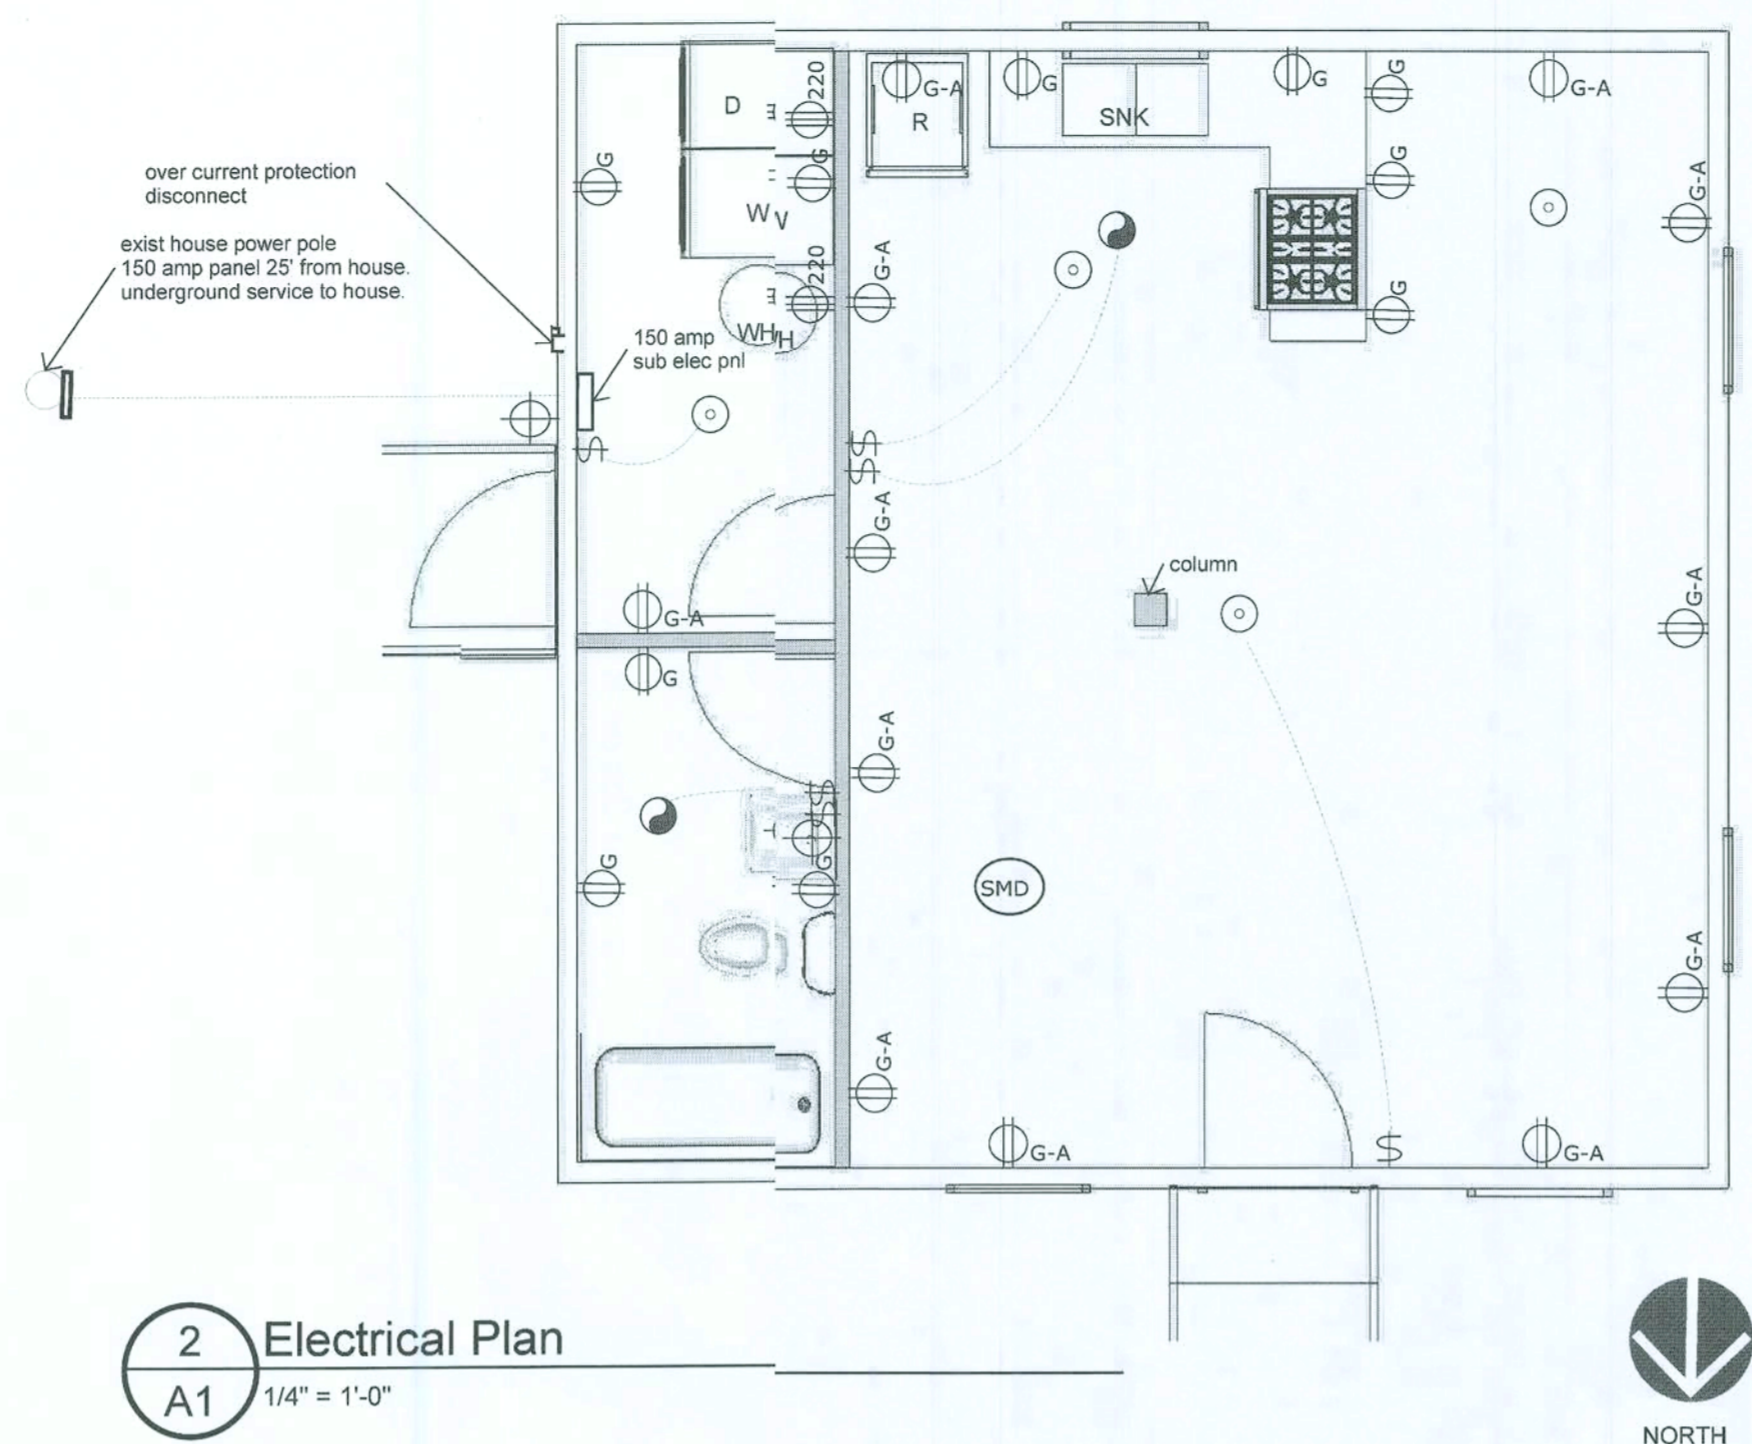 over current protection
disconnect
exist house power pole
150 amp panel 25' from house.
underground service to house.
150 amp
sub elec pnl
D
220
G
G
W V
220
WH H
G-A
R
G
SNK
G
G
G-A
G
G-A
G
G-A
G-A
column
G-A
G-A
G
G-A
G
G
SMD
G-A
G-A
G-A
G-A
2
A1
Electrical Plan
1/4" = 1'-0"
NORTH